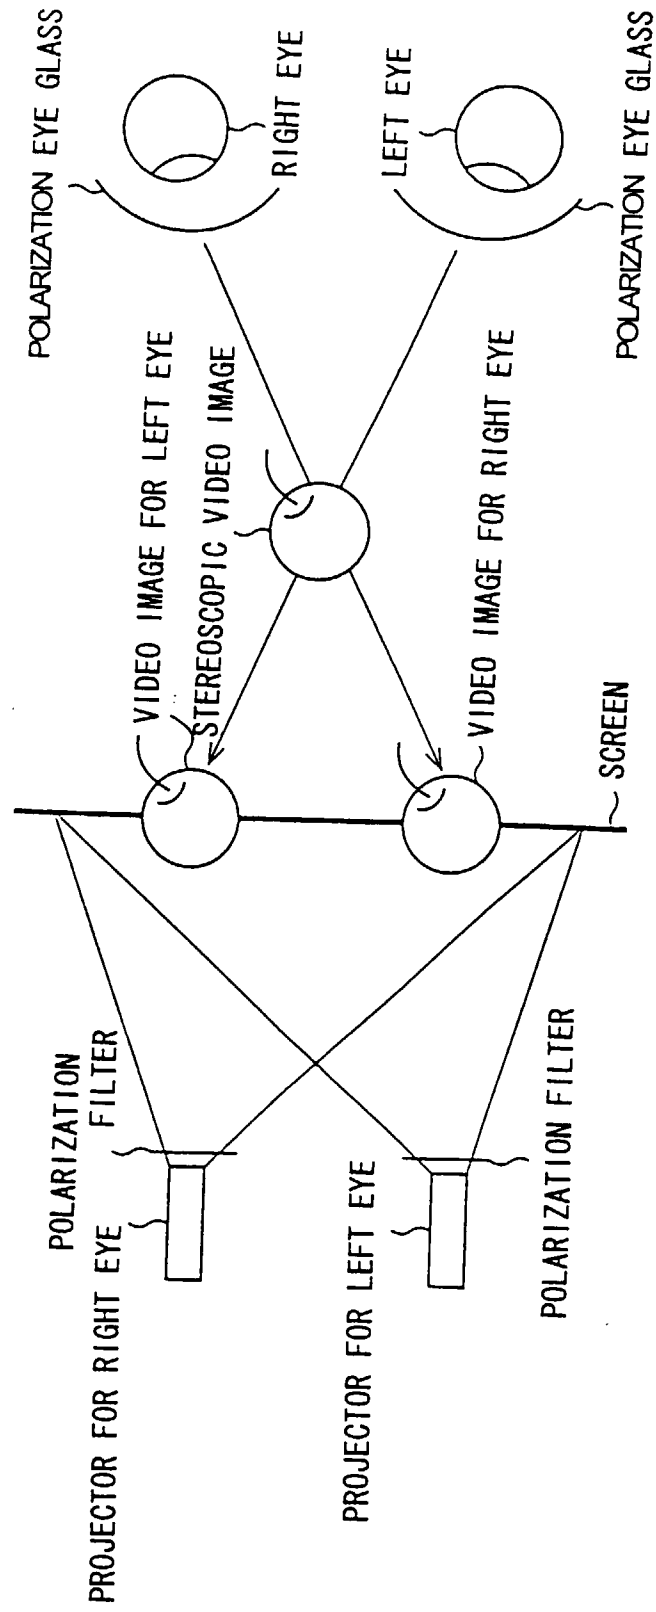 PROJECTOR FOR RIGHT EYE
POLARIZATION
FILTER
VIDEO IMAGE FOR LEFT EYE
STEREOSCOPIC VIDEO IMAGE
POLARIZATION EYE GLASS
RIGHT EYE
LEFT EYE
PROJECTOR FOR LEFT EYE
VIDEO IMAGE FOR RIGHT EYE
POLARIZATION FILTER
SCREEN
POLARIZATION EYE GLASS